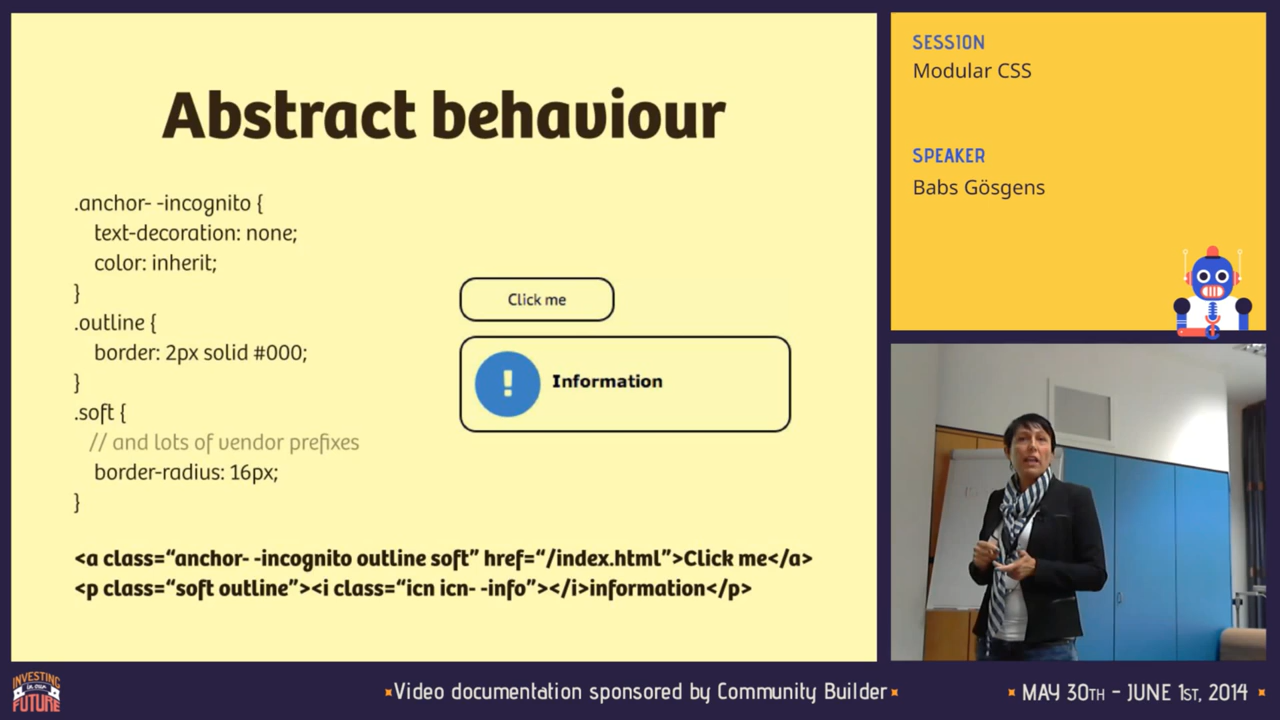 Abstract behaviour
.anchor- -incognito {
text-decoration: none;
color: inherit;
}
.outline {
border: 2px solid #000;
}
.soft {
// and lots of vendor prefixes
border-radius: 16px;
}
Click me
!
Information
<a class=“anchor- -incognito outline soft” href=“/index.html”>Click me</a>
<p class=“soft outline”><i class=“icn icn- -info”></i>information</p>
SESSION
Modular CSS
SPEAKER
Babs Gösgens
INVESTING
IN OUR
FUTURE
Video documentation sponsored by Community Builder
MAY 30TH - JUNE 1ST, 2014